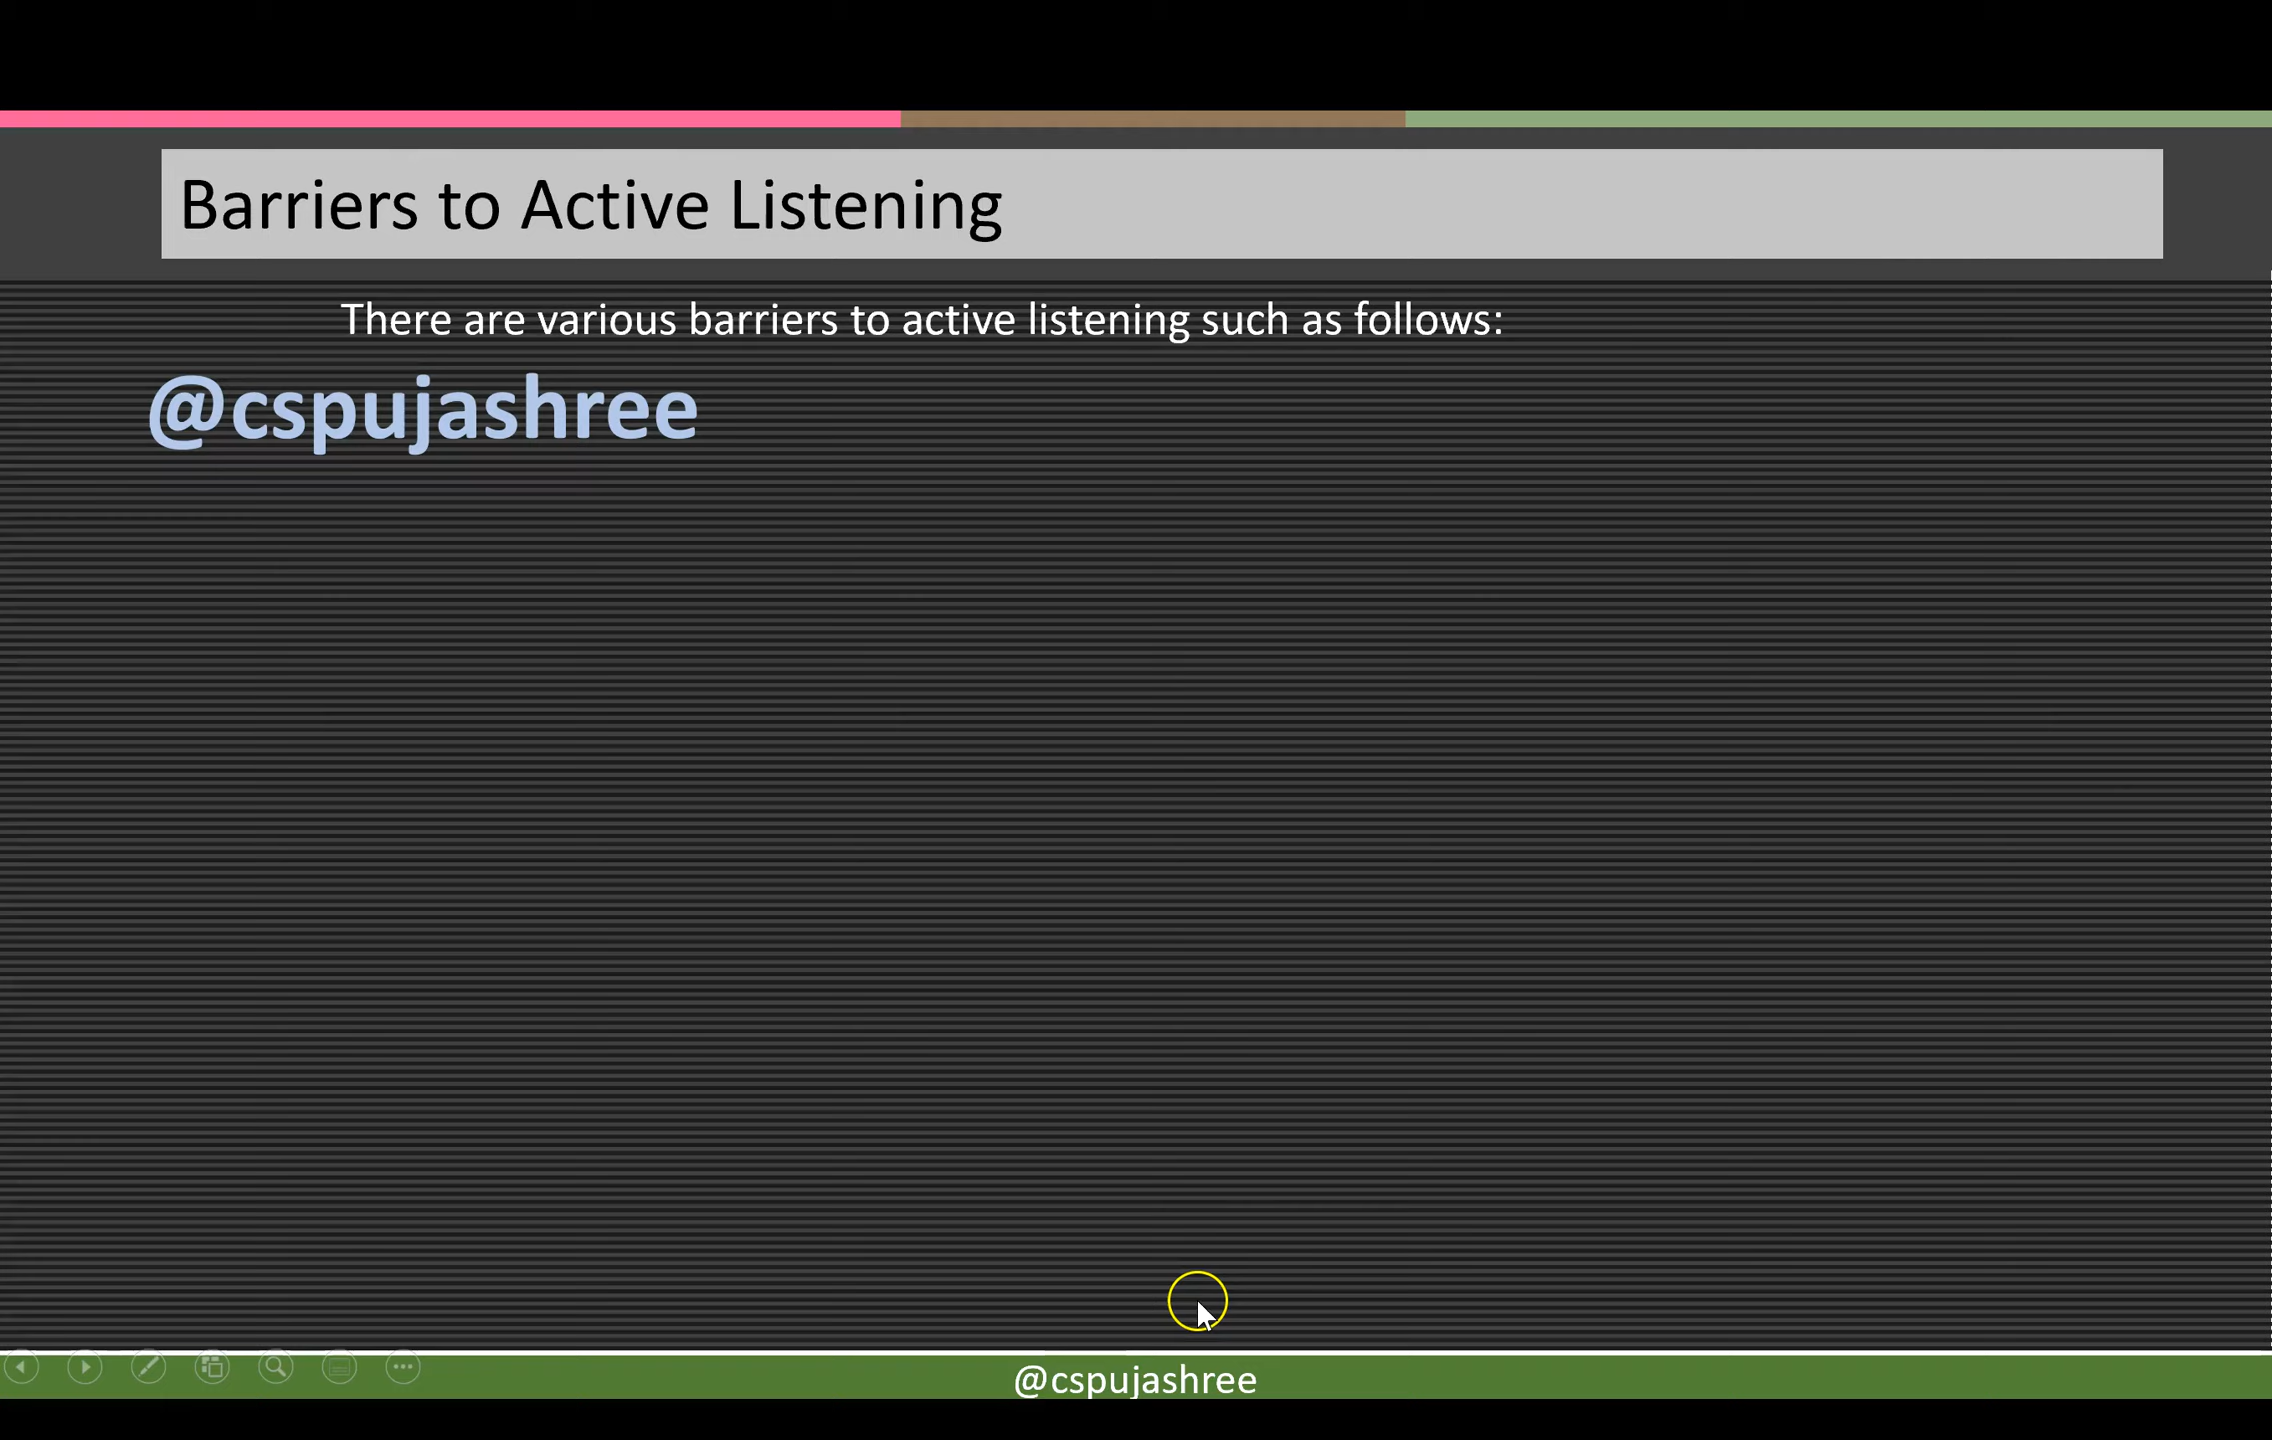 Barriers to Active Listening
There are various barriers to active listening such as follows:
@cspujashree
@cspujashree